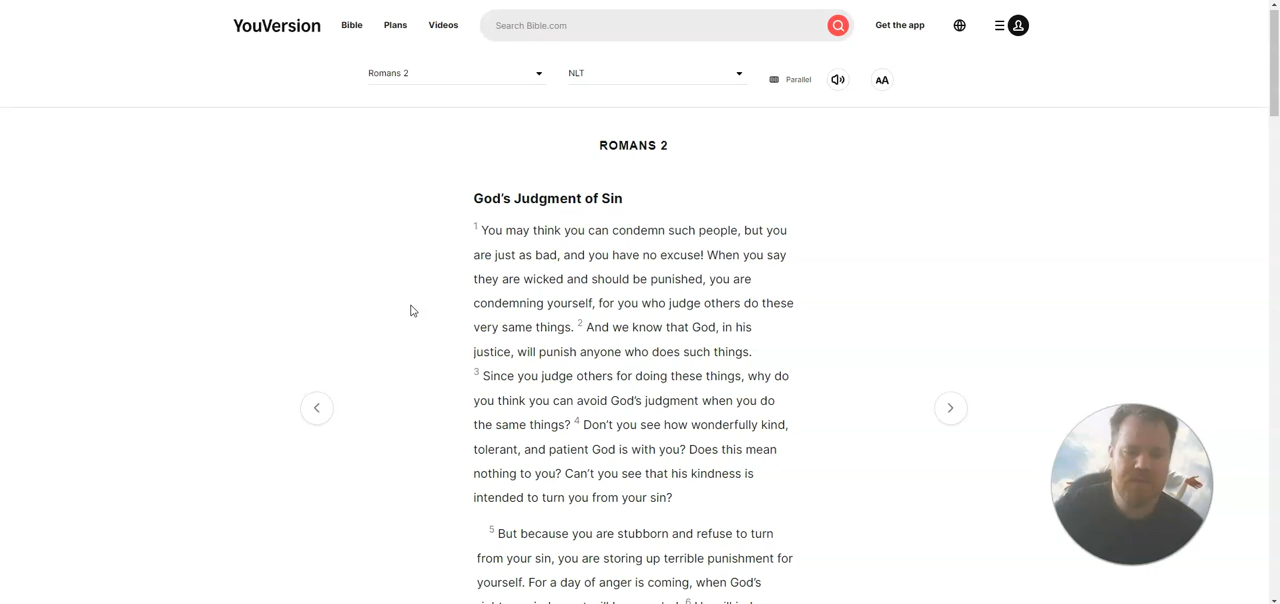 YouVersion Bible Plans Videos Search Bible.com Get the app
Romans 2 NLT Parallel AA
ROMANS 2
God's Judgment of Sin
1 You may think you can condemn such people, but you
are just as bad, and you have no excuse! When you say
they are wicked and should be punished, you are
condemning yourself, for you who judge others do these
very same things. 2 And we know that God, in his
justice, will punish anyone who does such things.
3 Since you judge others for doing these things, why do
you think you can avoid God's judgment when you do
the same things? 4 Don't you see how wonderfully kind,
tolerant, and patient God is with you? Does this mean
nothing to you? Can't you see that his kindness is
intended to turn you from your sin?
5 But because you are stubborn and refuse to turn
from your sin, you are storing up terrible punishment for
yourself. For a day of anger is coming, when God's